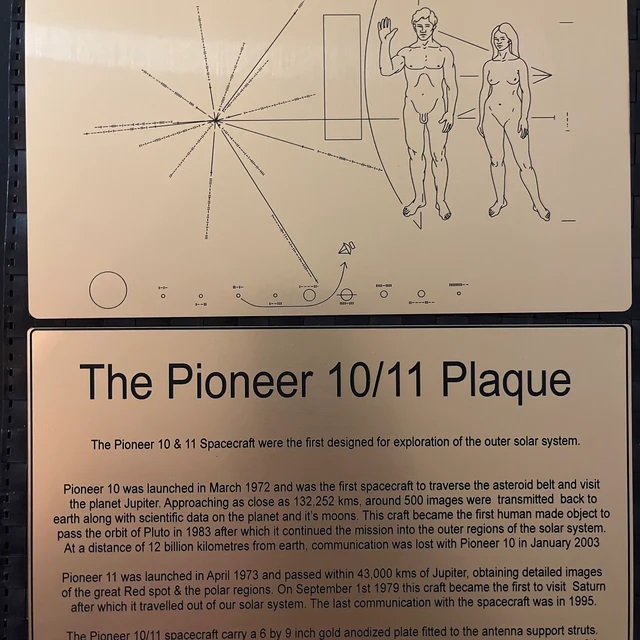 The Pioneer 10/11 Plaque
The Pioneer 10 & 11 Spacecraft were the first designed for exploration of the outer solar system.
Pioneer 10 was launched in March 1972 and was the first spacecraft to traverse the asteroid belt and visit
the planet Jupiter. Approaching as close as 132,252 kms, around 500 images were transmitted back to
earth along with scientific data on the planet and it's moons. This craft became the first human made object to
pass the orbit of Pluto in 1983 after which it continued the mission into the outer regions of the solar system.
At a distance of 12 billion kilometres from earth, communication was lost with Pioneer 10 in January 2003
Pioneer 11 was launched in April 1973 and passed within 43,000 kms of Jupiter, obtaining detailed images
of the great Red spot & the polar regions. On September 1st 1979 this craft became the first to visit Saturn
after which it travelled out of our solar system. The last communication with the spacecraft was in 1995.
The Pioneer 10/11 spacecraft carry a 6 by 9 inch gold anodized plate fitted to the antenna support struts.